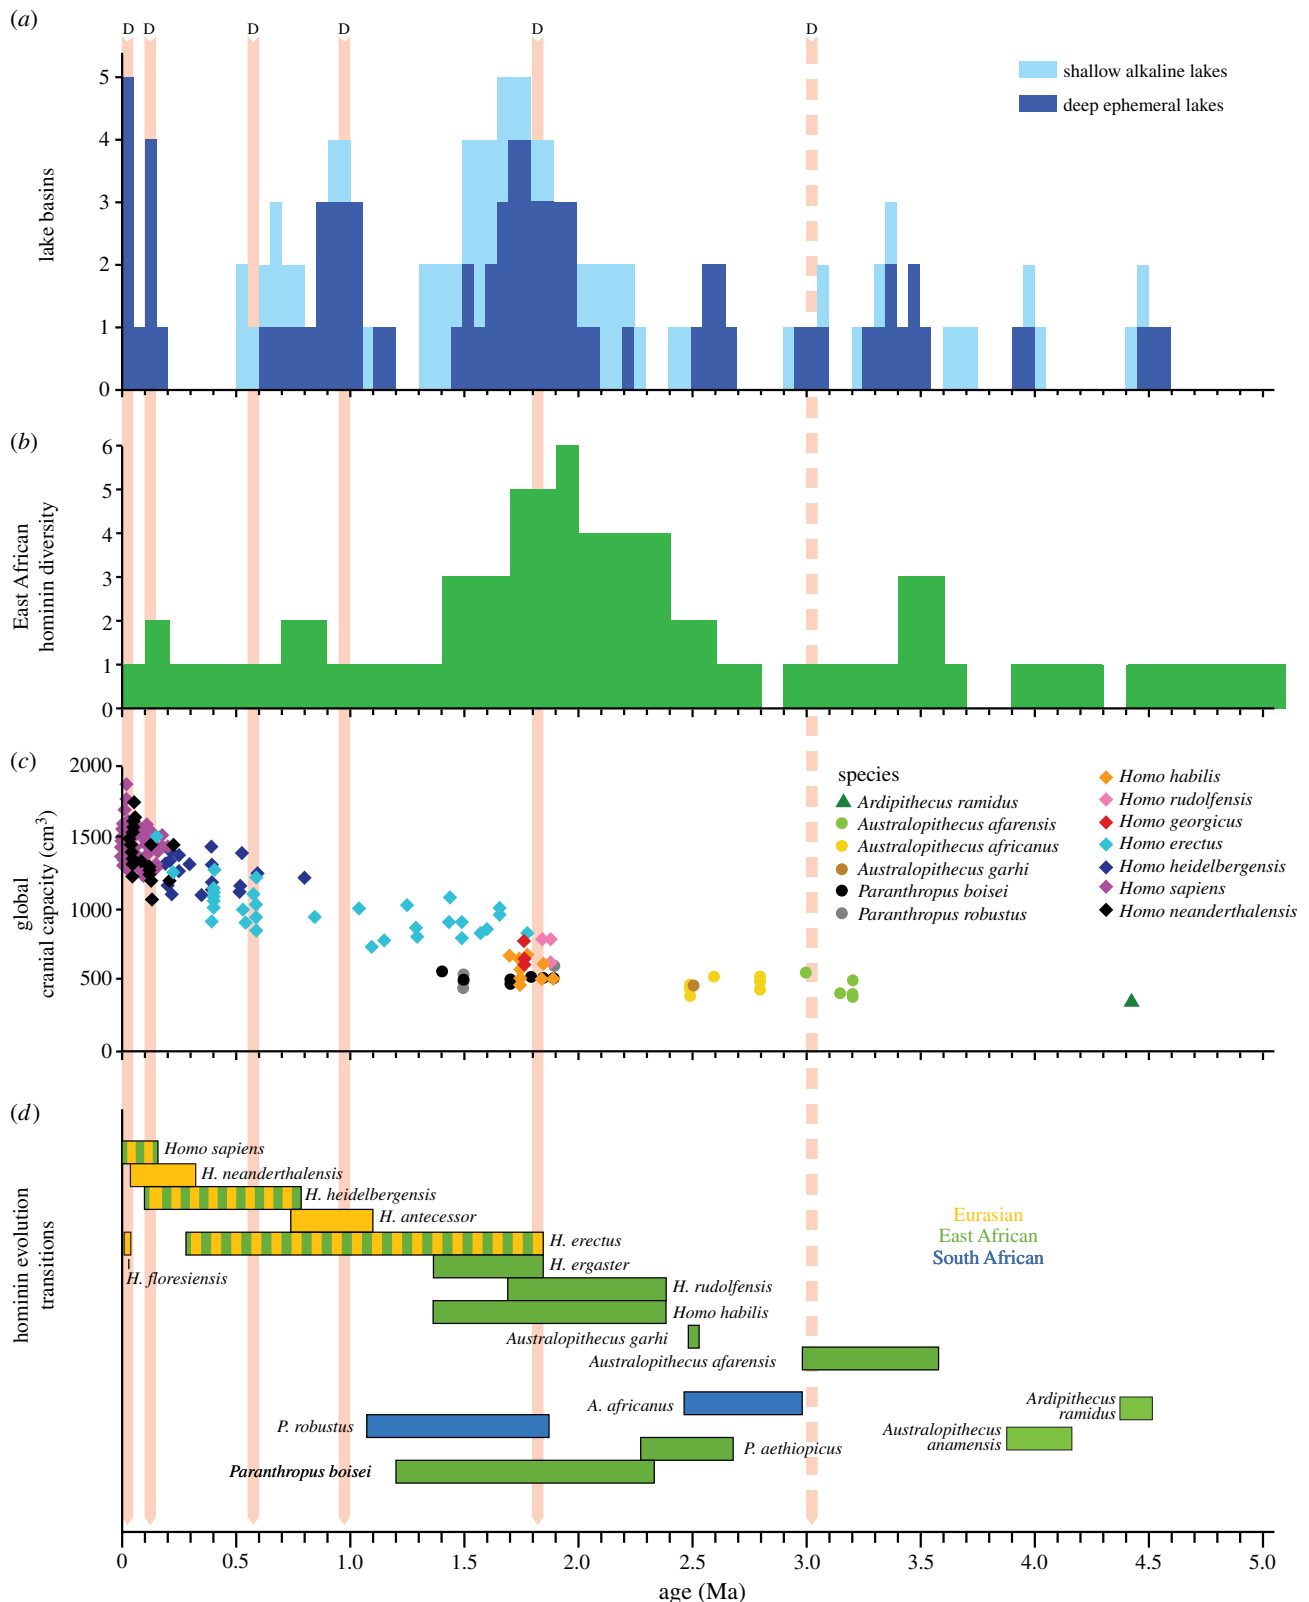 (a)
D D D D D D
shallow alkaline lakes
deep ephemeral lakes
lake basins
5
4
3
2
1
0
(b)
East African
hominin diversity
6
5
4
3
2
1
0
(c)
global
cranial capacity (cm³)
2000
1500
1000
500
0
species
Ardipithecus ramidus
Australopithecus afarensis
Australopithecus africanus
Australopithecus garhi
Paranthropus boisei
Paranthropus robustus
Homo habilis
Homo rudolfensis
Homo georgicus
Homo erectus
Homo heidelbergensis
Homo sapiens
Homo neanderthalensis
(d)
hominin evolution
transitions
Homo sapiens
H. neanderthalensis
H. heidelbergensis
H. antecessor
H. erectus
H. floresiensis
H. ergaster
H. rudolfensis
Homo habilis
Australopithecus garhi
Australopithecus afarensis
A. africanus
P. robustus
P. aethiopicus
Paranthropus boisei
Ardipithecus
ramidus
Australopithecus
anamensis
Eurasian
East African
South African
0 0.5 1.0 1.5 2.0 2.5 3.0 3.5 4.0 4.5 5.0
age (Ma)